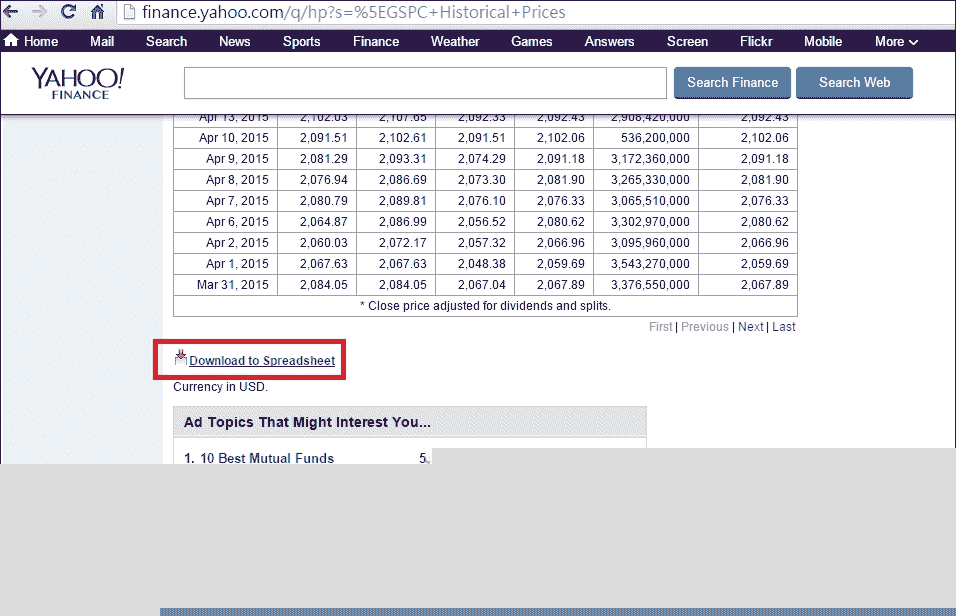 finance.yahoo.com/q/hp?s=%5EGSPC+Historical+Prices
Home Mail Search News Sports Finance Weather Games Answers Screen Flickr Mobile More
YAHOO!
FINANCE
Search Finance Search Web
Apr 13, 2015 2,102.03 2,107.65 2,092.33 2,092.43 2,908,420,000 2,092.43
Apr 10, 2015 2,091.51 2,102.61 2,091.51 2,102.06 536,200,000 2,102.06
Apr 9, 2015 2,081.29 2,093.31 2,074.29 2,091.18 3,172,360,000 2,091.18
Apr 8, 2015 2,076.94 2,086.69 2,073.30 2,081.90 3,265,330,000 2,081.90
Apr 7, 2015 2,080.79 2,089.81 2,076.10 2,076.33 3,065,510,000 2,076.33
Apr 6, 2015 2,064.87 2,086.99 2,056.52 2,080.62 3,302,970,000 2,080.62
Apr 2, 2015 2,060.03 2,072.17 2,057.32 2,066.96 3,095,960,000 2,066.96
Apr 1, 2015 2,067.63 2,067.63 2,048.38 2,059.69 3,543,270,000 2,059.69
Mar 31, 2015 2,084.05 2,084.05 2,067.04 2,067.89 3,376,550,000 2,067.89
* Close price adjusted for dividends and splits.
First | Previous | Next | Last
Download to Spreadsheet
Currency in USD.
Ad Topics That Might Interest You...
1. 10 Best Mutual Funds 5.